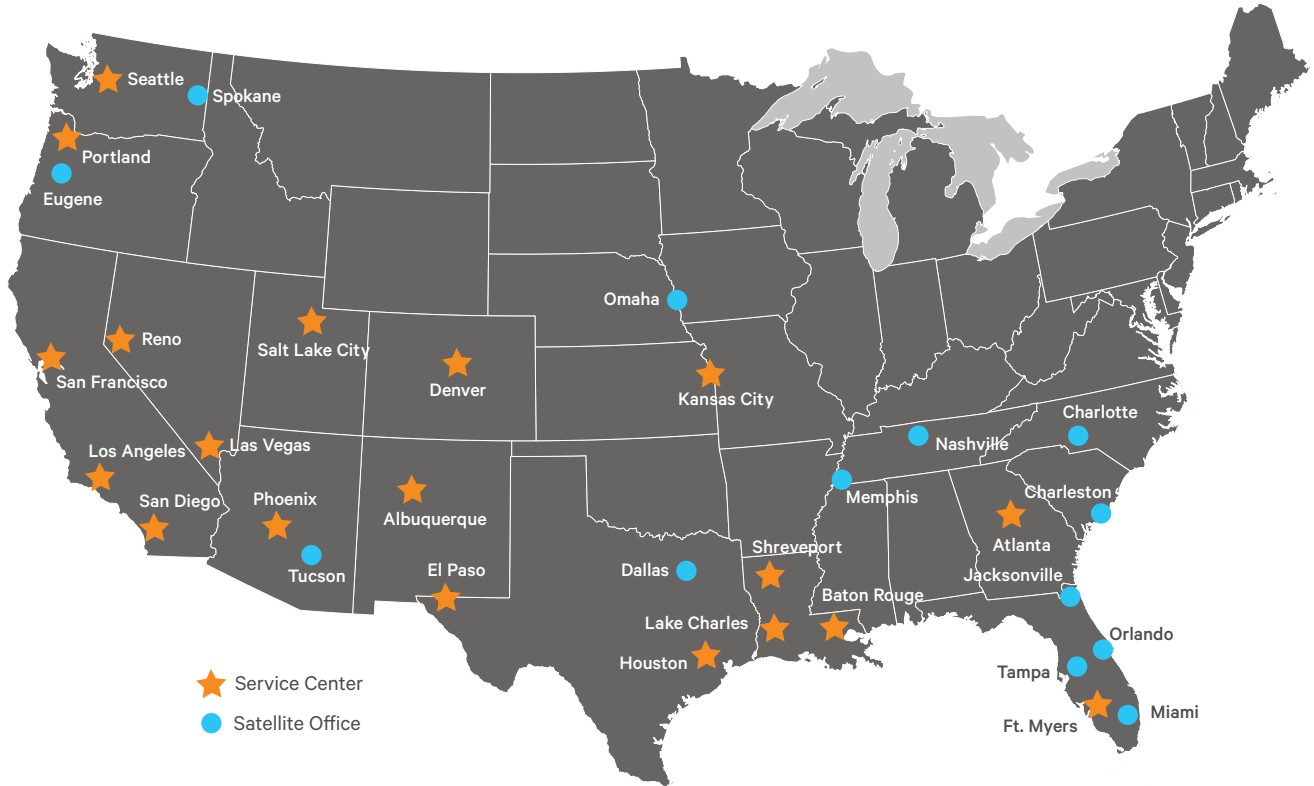 Seattle
Spokane
Portland
Eugene
Omaha
Reno
Salt Lake City
San Francisco
Denver
Kansas City
Charlotte
Los Angeles
Las Vegas
Nashville
San Diego
Phoenix
Memphis
Charleston
Albuquerque
Atlanta
Shreveport
Tucson
El Paso
Dallas
Jacksonville
Baton Rouge
Lake Charles
Orlando
Houston
Tampa
Service Center
Miami
Satellite Office
Ft. Myers